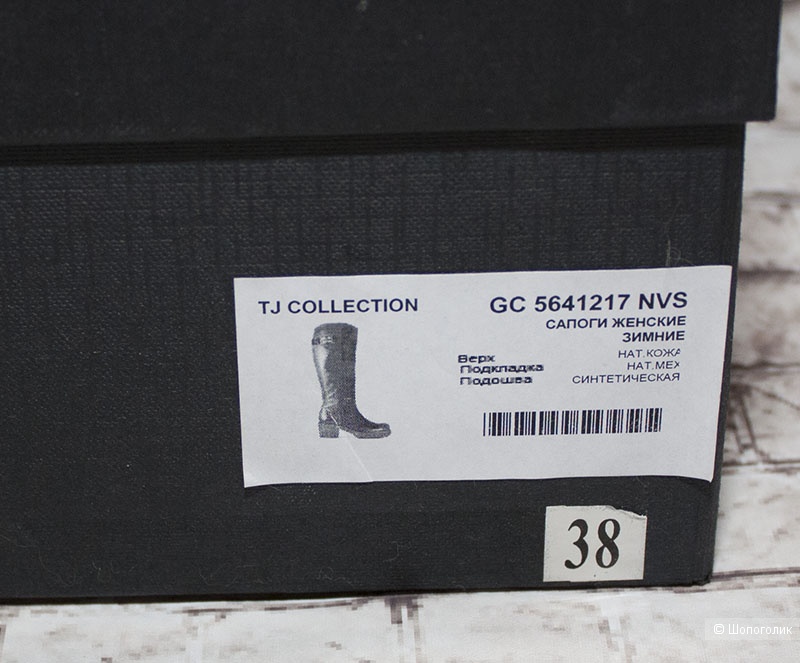 TJ COLLECTION
GC 5641217 NVS
САПОГИ ЖЕНСКИЕ
ЗИМНИЕ
Верх НАТ.КОЖА
Подкладка НАТ.МЕХ
Подошва СИНТЕТИЧЕСКАЯ
38
© Шопоголик